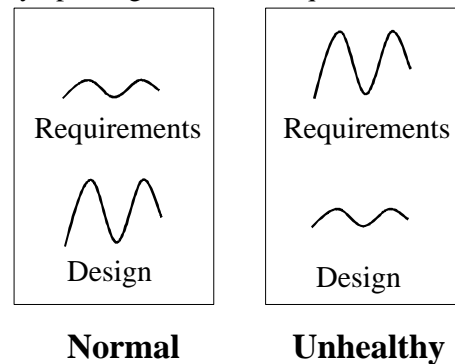 Requirements
Design
Normal
Requirements
Design
Unhealthy